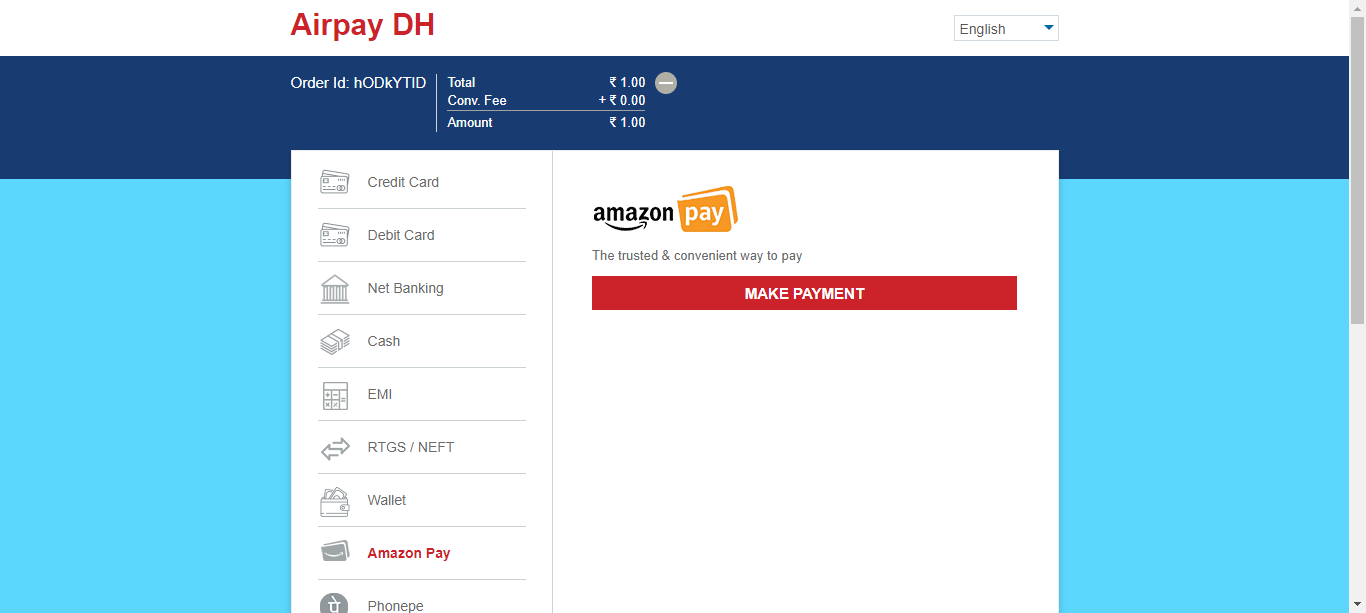 Airpay DH
English
Order Id: hODkYTID
Total ₹ 1.00
Conv. Fee + ₹ 0.00
Amount ₹ 1.00
Credit Card
Debit Card
Net Banking
Cash
EMI
RTGS / NEFT
Wallet
Amazon Pay
पे Phonepe
amazon pay
The trusted & convenient way to pay
MAKE PAYMENT